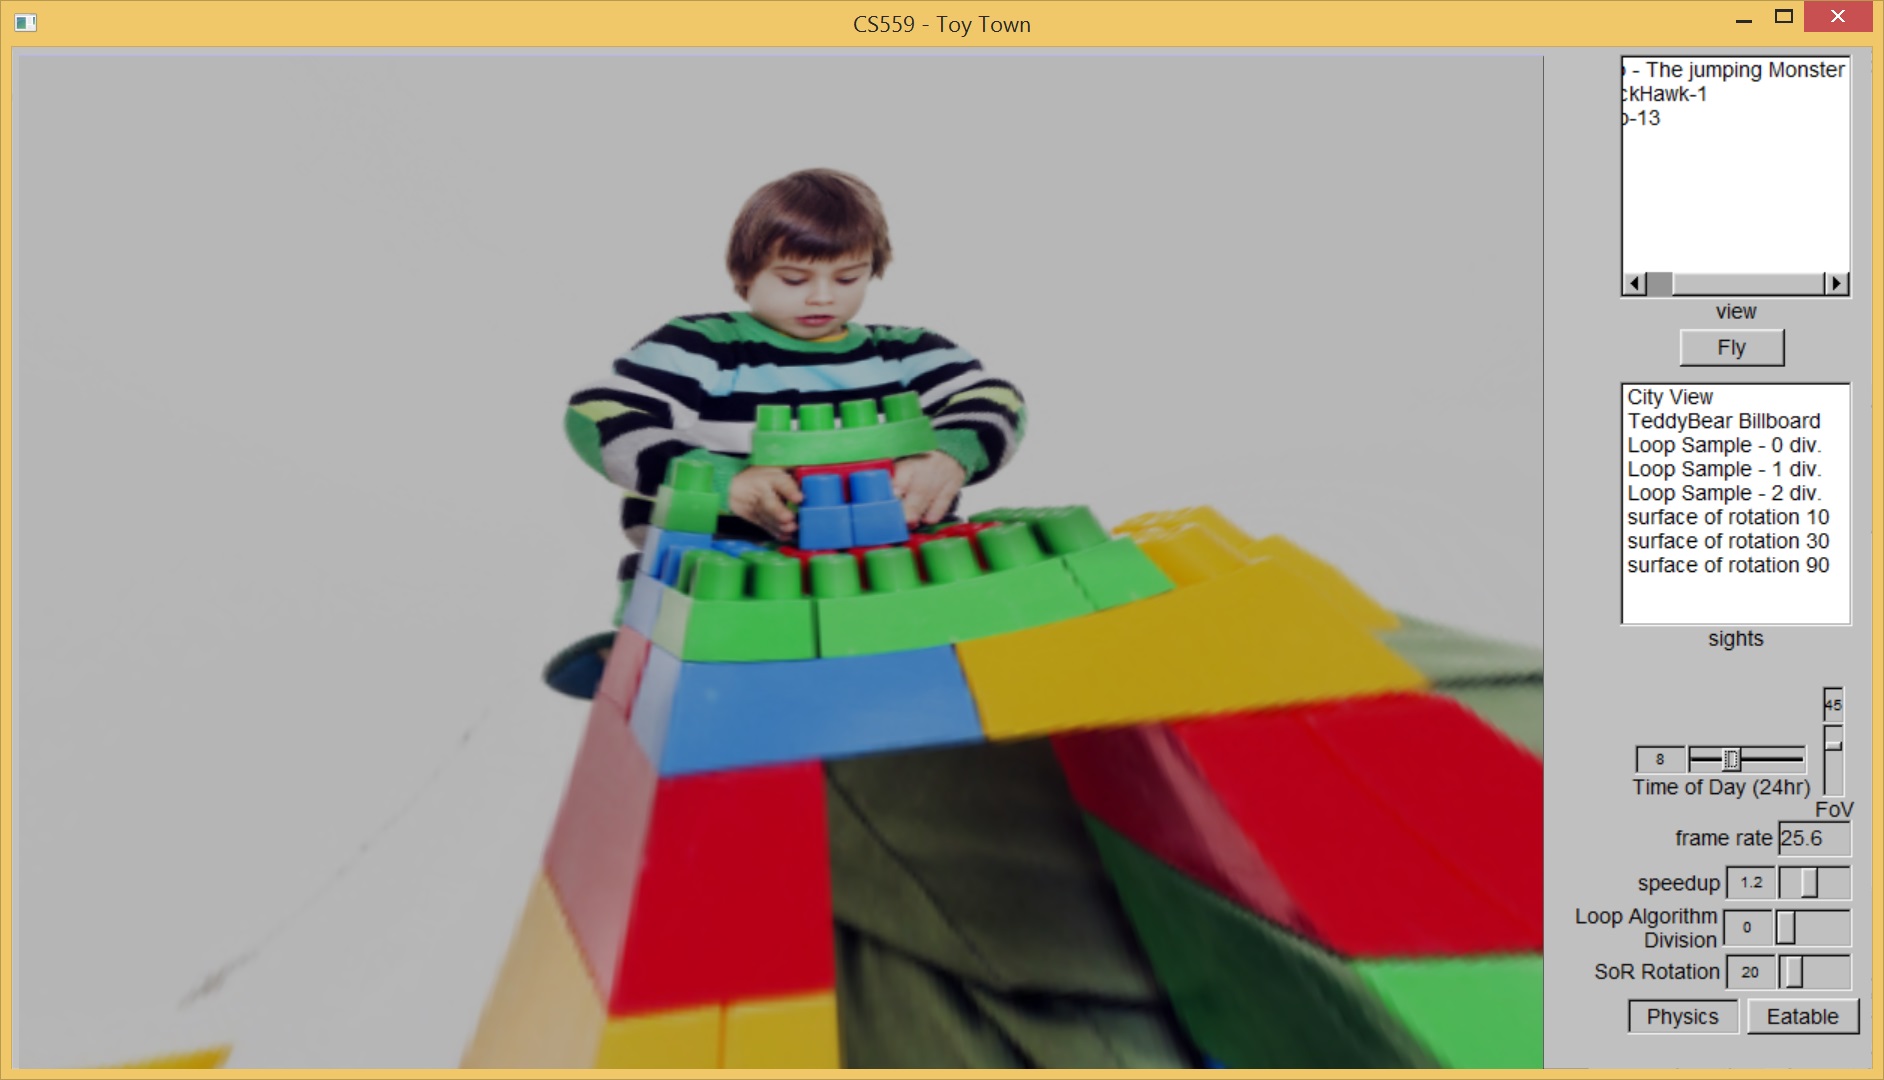 CS559 - Toy Town
- The jumping Monster
ckHawk-1
-13
view
Fly
City View
TeddyBear Billboard
Loop Sample - 0 div.
Loop Sample - 1 div.
Loop Sample - 2 div.
surface of rotation 10
surface of rotation 30
surface of rotation 90
sights
45
8
Time of Day (24hr)
FoV
frame rate 25.6
speedup 1.2
Loop Algorithm
Division 0
SoR Rotation 20
Physics Eatable